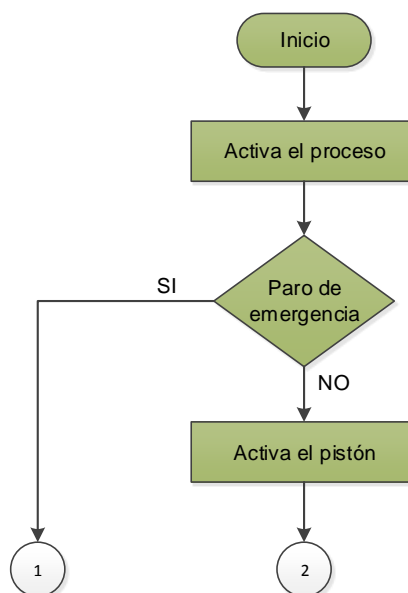 Inicio
Activa el proceso
SI
Paro de
emergencia
NO
Activa el pistón
1
2